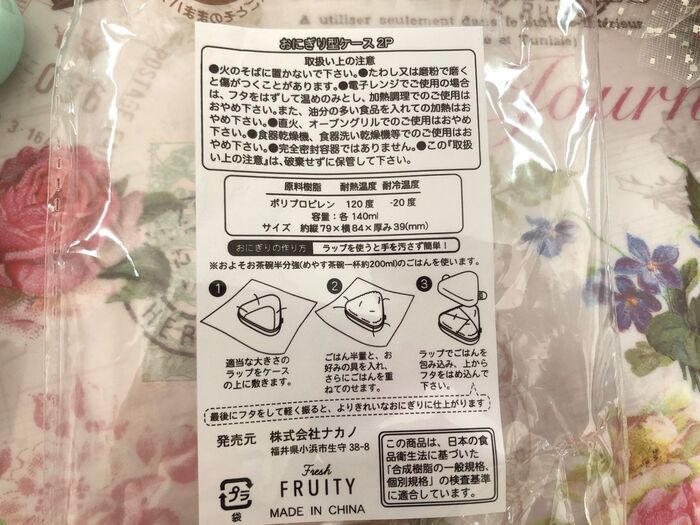 おにぎり型ケース 2P
取扱い上の注意
●火のそばに置かないで下さい。●たわし又は磨粉で磨く
と傷がつくことがあります。●電子レンジでご使用の場合
は、フタをはずして温めのみとし、加熱調理でのご使用は
おやめ下さい。また、油分の多い食品を入れての加熱はお
やめ下さい。●直火、オーブングリルでのご使用はおやめ
下さい。●食器乾燥機、食器洗い乾燥機等でのご使用はお
やめ下さい。●完全密封容器ではありません。●この『取扱
い上の注意』は、破棄せずに保管して下さい。
原料樹脂 耐熱温度 耐冷温度
ポリプロピレン 120度 -20度
容量：各 140ml
サイズ 約縦79×横84×厚み39(mm)
おにぎりの作り方 ラップを使うと手を汚さず簡単！
※おおよそお茶碗半分強(めやす茶碗一杯約200ml)のごはんを使います。
1 2 3
適当な大きさの
ラップをケース
の上に敷きます。
ごはん半量と、お
好みの具を入れ、
さらにごはんを重
ねてのせます。
ラップでごはんを
包み込み、上から
フタをはめ込んで
下さい。
最後にフタをして軽く振ると、よりきれいなおにぎりに仕上がります
発売元 株式会社ナカノ
福井県小浜市生守 38-8
プラ
袋
Fresh
FRUITY
MADE IN CHINA
この商品は、日本の食
品衛生法に基づいた
「合成樹脂の一般規格、
個別規格」の検査基準
に適合しています。
A utiliser seulement dans le
Tunisie
Journ